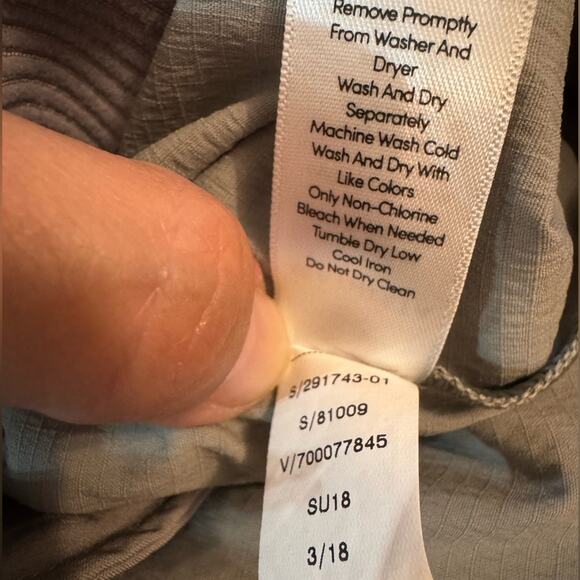 Remove Promptly
From Washer And
Dryer
Wash And Dry
Separately
Machine Wash Cold
Wash And Dry With
Like Colors
Only Non-Chlorine
Bleach When Needed
Tumble Dry Low
Cool Iron
Do Not Dry Clean
S/291743-01
S/81009
V/700077845
SU18
3/18